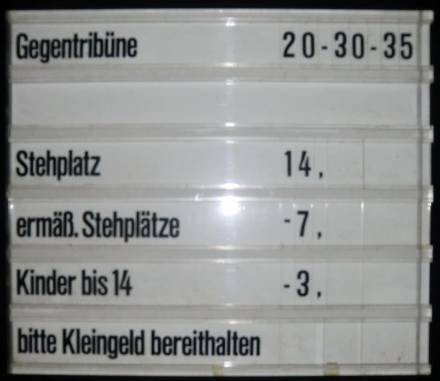 Gegentribüne 20-30-35
Stehplatz 14,
ermäß. Stehplätze -7,
Kinder bis 14 -3,
bitte Kleingeld bereithalten